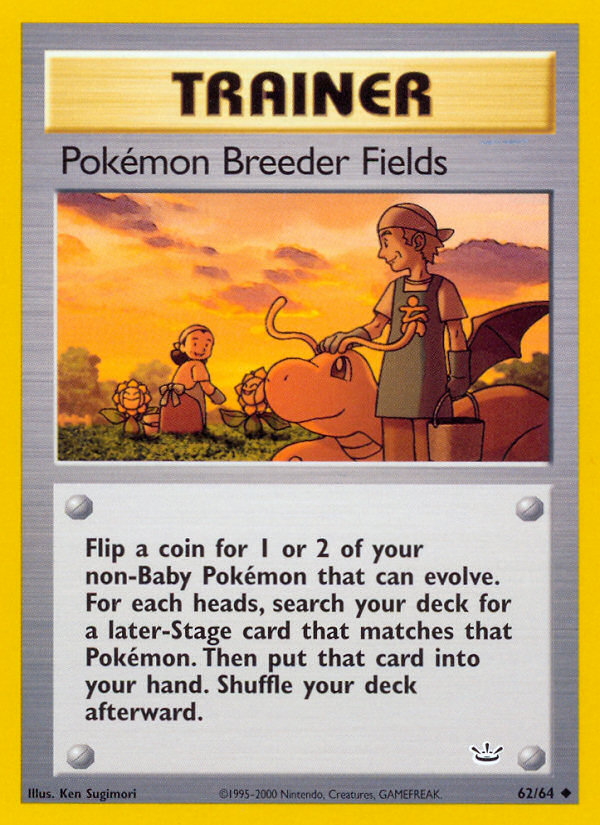 TRAINER
Pokémon Breeder Fields
Flip a coin for 1 or 2 of your
non-Baby Pokémon that can evolve.
For each heads, search your deck for
a later-Stage card that matches that
Pokémon. Then put that card into
your hand. Shuffle your deck
afterward.
Illus. Ken Sugimori ©1995-2000 Nintendo, Creatures, GAMEFREAK. 62/64 ◆